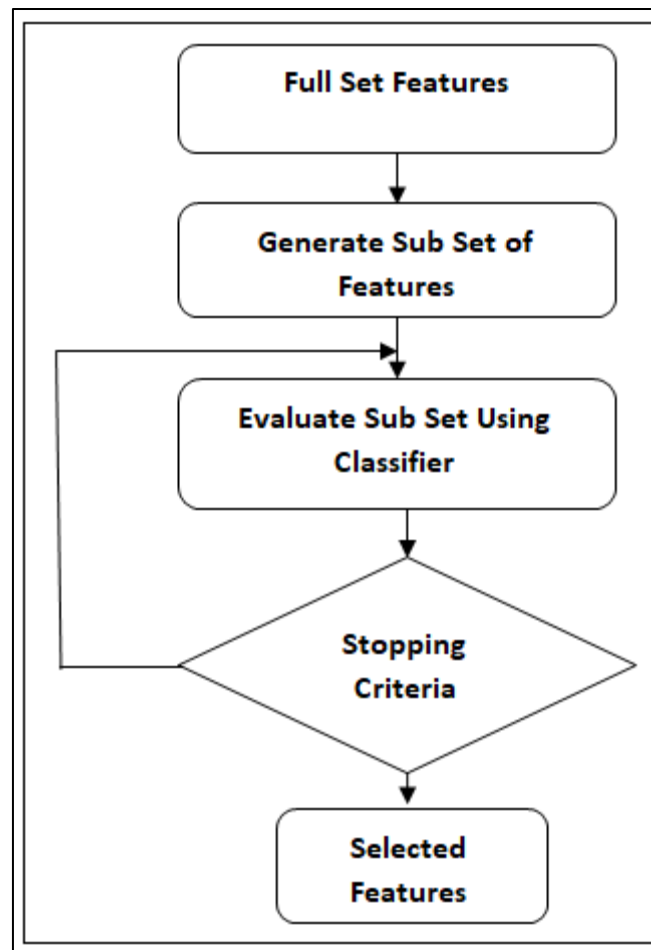 Full Set Features
Generate Sub Set of
Features
Evaluate Sub Set Using
Classifier
Stopping
Criteria
Selected
Features